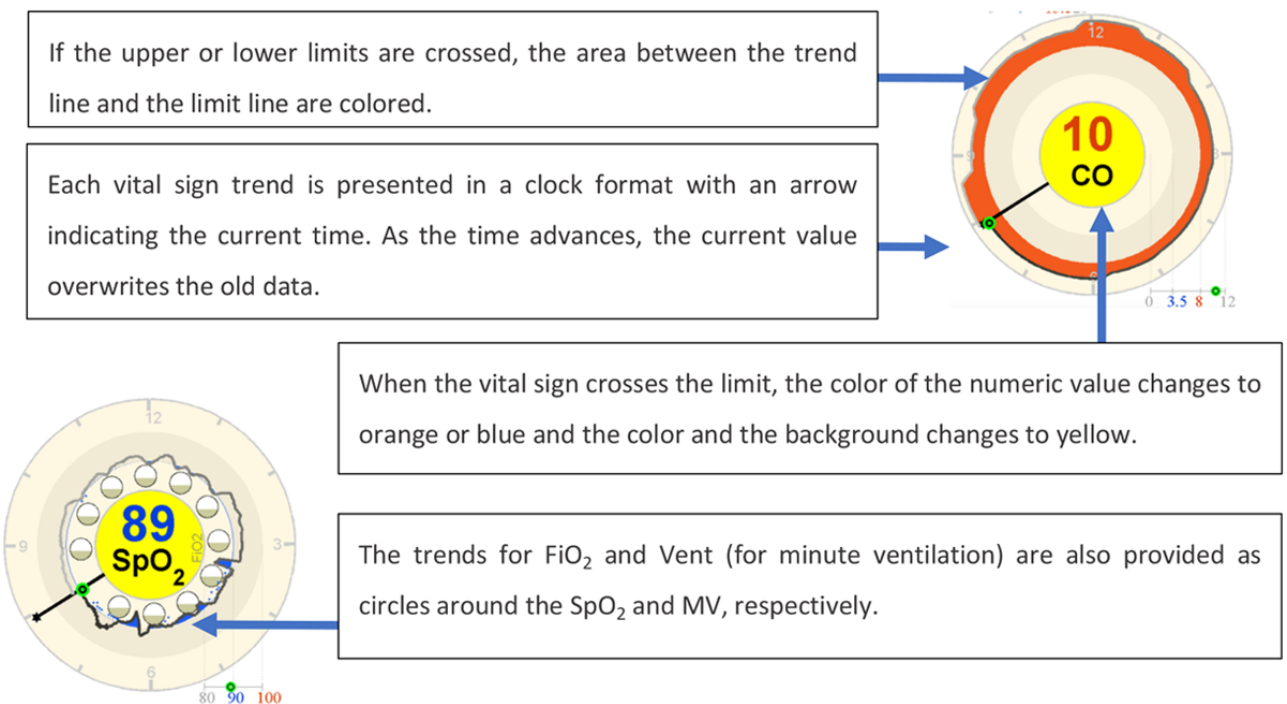 If the upper or lower limits are crossed, the area between the trend
line and the limit line are colored.
12
10
CO
9
3
6
0 3.5 8 12
Each vital sign trend is presented in a clock format with an arrow
indicating the current time. As the time advances, the current value
overwrites the old data.
When the vital sign crosses the limit, the color of the numeric value changes to
orange or blue and the color and the background changes to yellow.
12
89
SpO2
FiO2
9
3
6
80 90 100
The trends for FiO2 and Vent (for minute ventilation) are also provided as
circles around the SpO2 and MV, respectively.